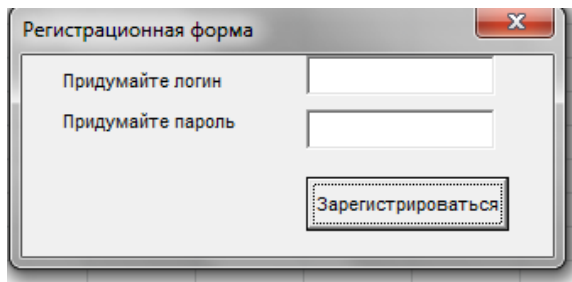 Регистрационная форма
Придумайте логин
Придумайте пароль
Зарегистрироваться